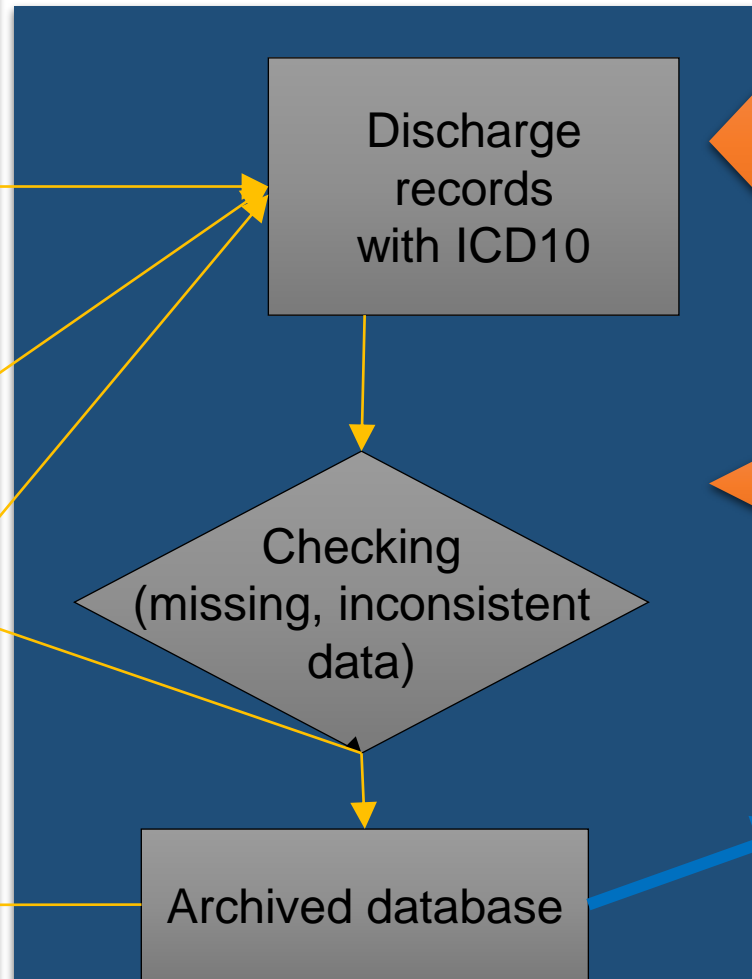 Discharge
records
with ICD10
Checking
(missing, inconsistent
data)
Archived database